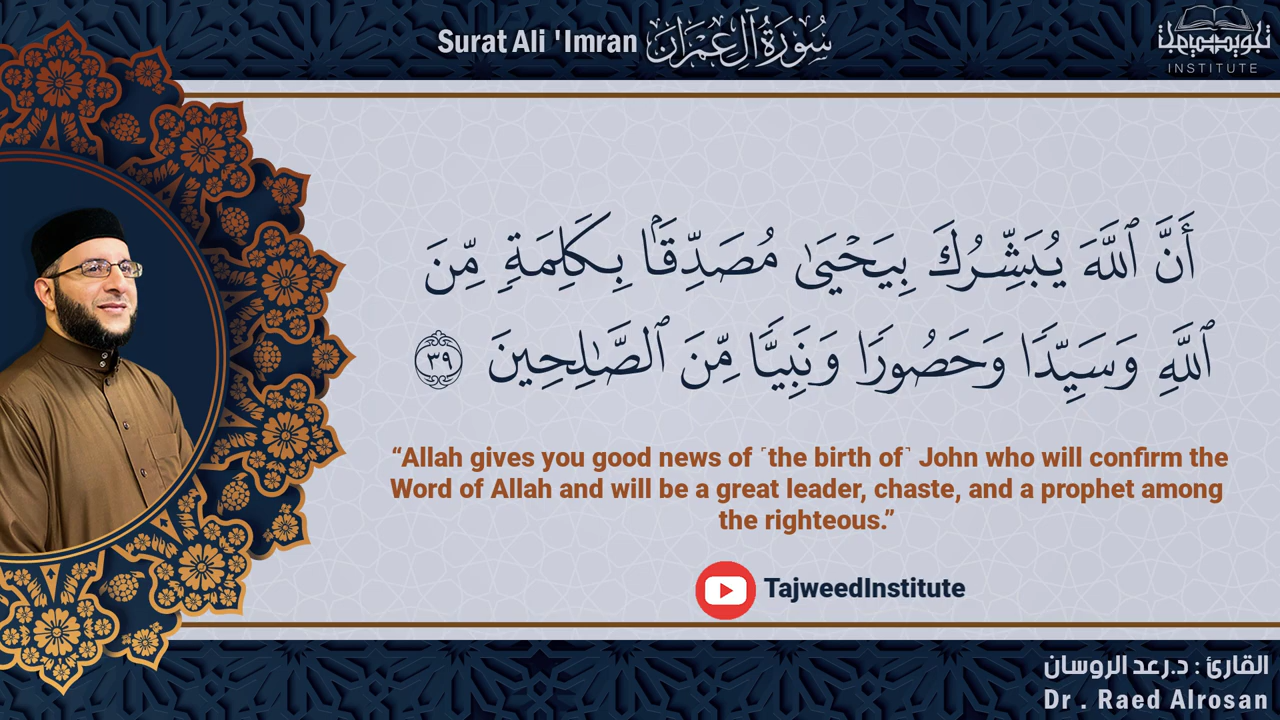 Surat Ali 'Imran سُورَةُ آلِ عِمْرَانَ
INSTITUTE
أَنَّ ٱللَّهَ يُبَشِّرُكَ بِيَحْيَىٰ مُصَدِّقَۢا بِكَلِمَةٖ مِّنَ
ٱللَّهِ وَسَيِّدٗا وَحَصُورٗا وَنَبِيّٗا مِّنَ ٱلصَّـٰلِحِينَ ٣٩
“Allah gives you good news of ˹the birth of˺ John who will confirm the
Word of Allah and will be a great leader, chaste, and a prophet among
the righteous.”
TajweedInstitute
القارئ : د.رعد الروسان
Dr . Raed Alrosan